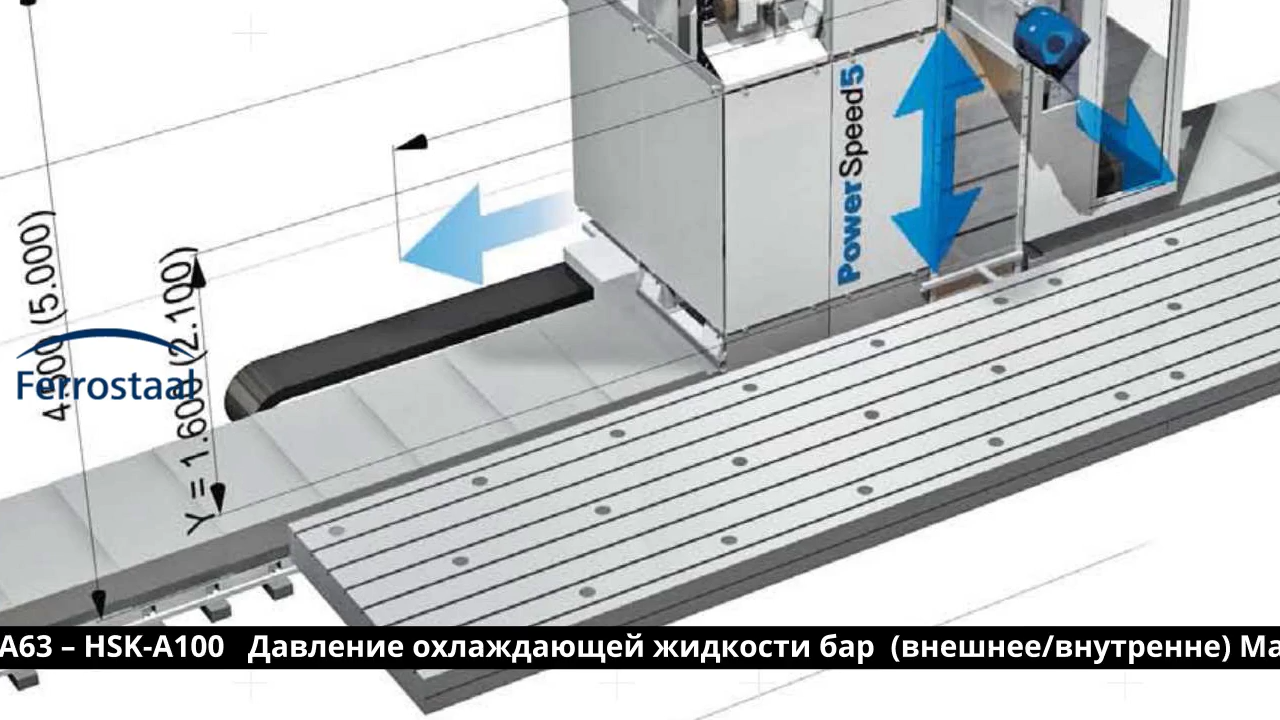 PowerSpeed5
4.500 (5.000)
Y = 1.600 (2.100)
Ferrostaal
A63 – HSK-A100 Давление охлаждающей жидкости бар (внешнее/внутренне) Ма